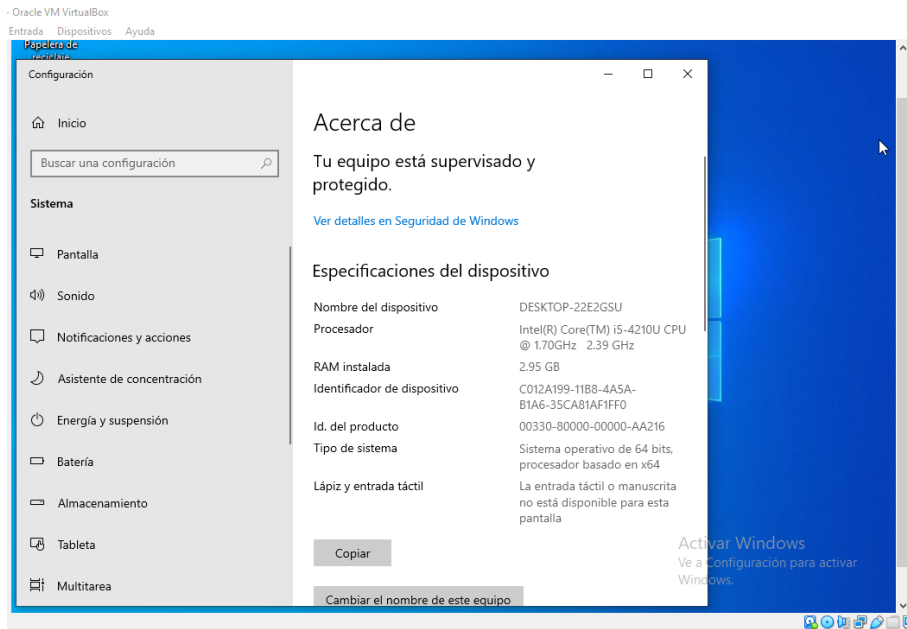 - Oracle VM VirtualBox
Entrada Dispositivos Ayuda
Papelera de
reciclaje
Configuración
Inicio
Buscar una configuración
Sistema
Pantalla
Sonido
Notificaciones y acciones
Asistente de concentración
Energía y suspensión
Batería
Almacenamiento
Tableta
Multitarea
Acerca de
Tu equipo está supervisado y
protegido.
Ver detalles en Seguridad de Windows
Especificaciones del dispositivo
Nombre del dispositivo DESKTOP-22E2GSU
Procesador Intel(R) Core(TM) i5-4210U CPU
@ 1.70GHz 2.39 GHz
RAM instalada 2.95 GB
Identificador de dispositivo C012A199-11B8-4A5A-
B1A6-35CA81AF1FF0
Id. del producto 00330-80000-00000-AA216
Tipo de sistema Sistema operativo de 64 bits,
procesador basado en x64
Lápiz y entrada táctil La entrada táctil o manuscrita
no está disponible para esta
pantalla
Copiar
Cambiar el nombre de este equipo
Activar Windows
Ve a Configuración para activar
Windows.